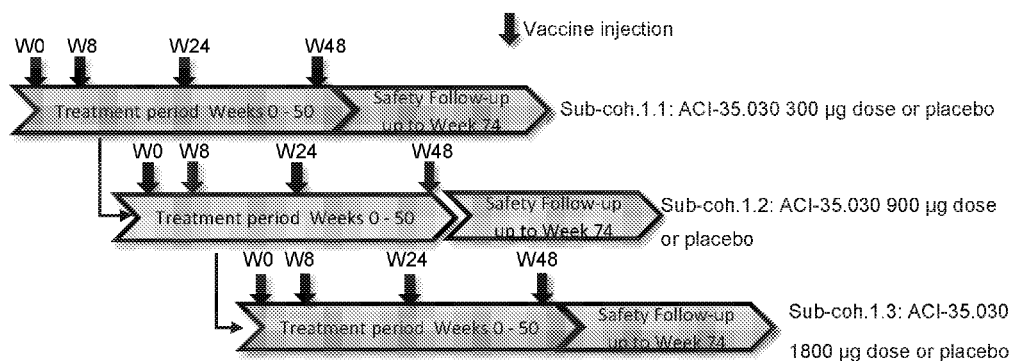 Vaccine injection
W0 W8 W24 W48
Treatment period Weeks 0 - 50
Safety Follow-up
up to Week 74
Sub-coh.1.1: ACI-35.030 300 µg dose or placebo
W0 W8 W24 W48
Treatment period Weeks 0 - 50
Safety Follow-up
up to Week 74
Sub-coh.1.2: ACI-35.030 900 µg dose
or placebo
W0 W8 W24 W48
Treatment period Weeks 0 - 50
Safety Follow-up
up to Week 74
Sub-coh.1.3: ACI-35.030
1800 µg dose or placebo